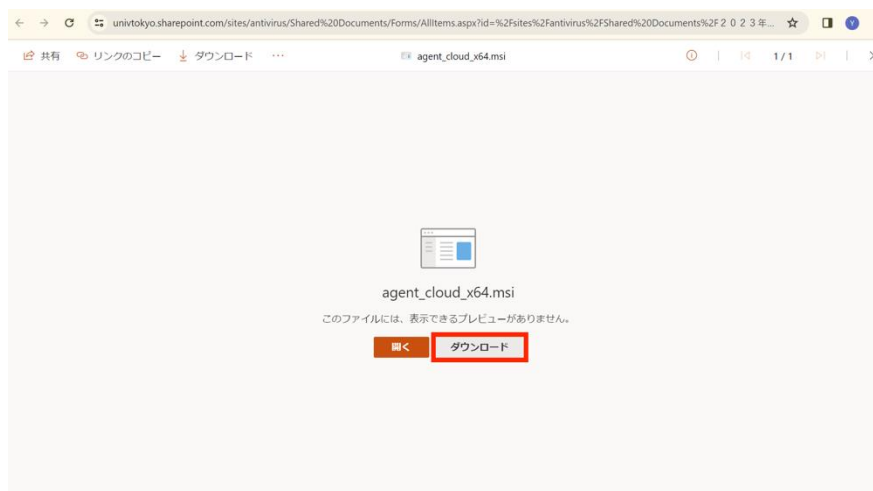 univtokyo.sharepoint.com/sites/antivirus/Shared%20Documents/Forms/AllItems.aspx?id=%2Fsites%2Fantivirus%2FShared%20Documents%2F２０２３年... Y
共有 リンクのコピー ダウンロード ··· agent_cloud_x64.msi 1 / 1
agent_cloud_x64.msi
このファイルには、表示できるプレビューがありません。
開く ダウンロード